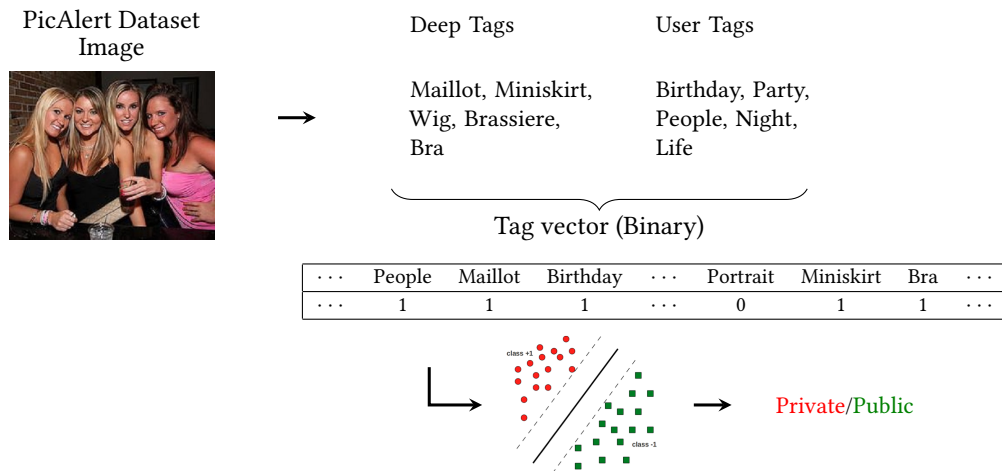 PicAlert Dataset
Image
Deep Tags
User Tags
Maillot, Miniskirt,
Wig, Brassiere,
Bra
Birthday, Party,
People, Night,
Life
Tag vector (Binary)
· · · People Maillot Birthday · · · Portrait Miniskirt Bra · · ·
· · · 1 1 1 · · · 0 1 1 · · ·
class +1
class -1
Private/Public